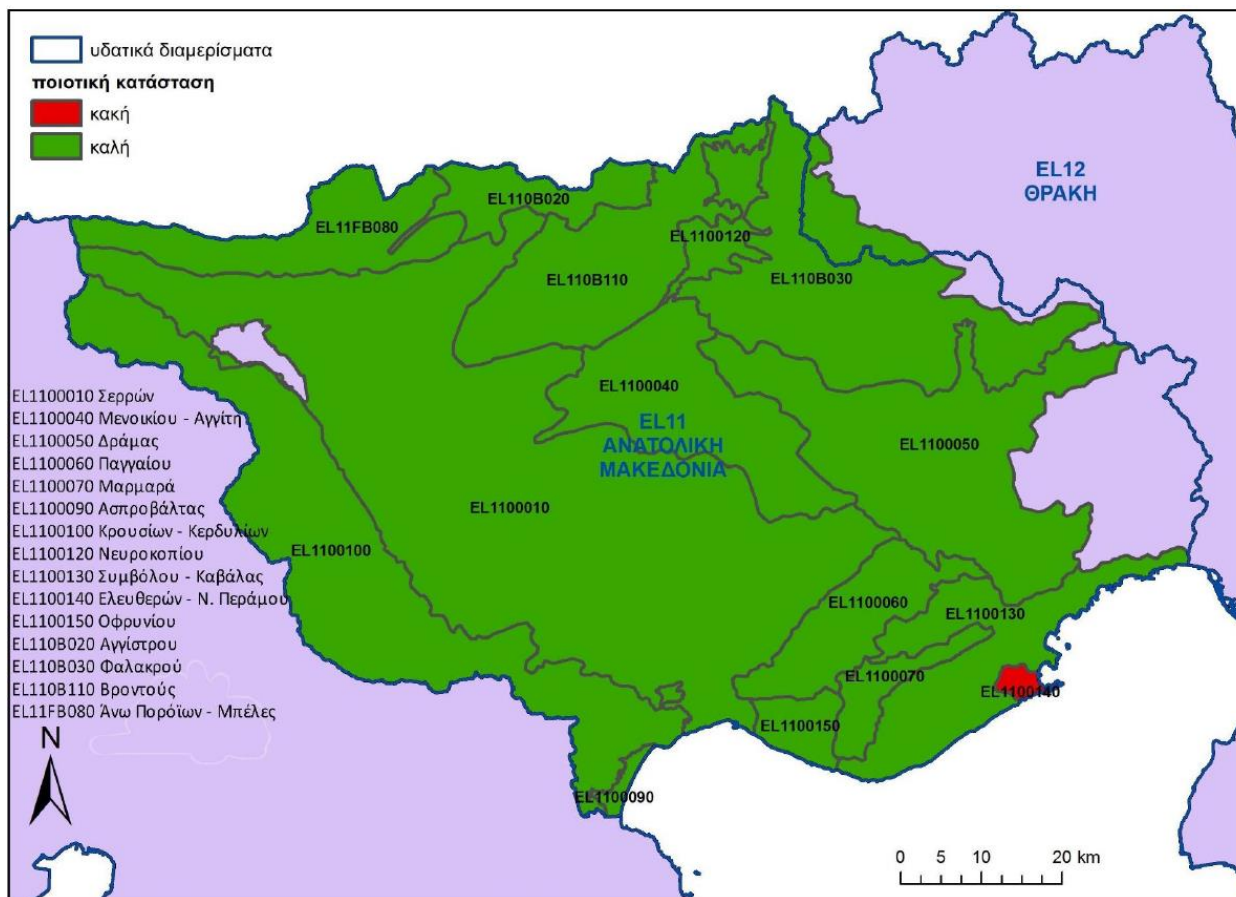 υδατικά διαμερίσματα
ποιοτική κατάσταση
κακή
καλή
EL12
ΘΡΑΚΗ
EL110B020
EL11FB080
EL1100120
EL110B110
EL110B030
EL1100040
EL11
ΑΝΑΤΟΛΙΚΗ
ΜΑΚΕΔΟΝΙΑ
EL1100050
EL1100010
EL1100100
EL1100060
EL1100130
EL1100070
EL1100140
EL1100150
EL1100090
EL1100010 Σερρών
EL1100040 Μενοικίου - Αγγίτη
EL1100050 Δράμας
EL1100060 Παγγαίου
EL1100070 Μαρμαρά
EL1100090 Ασπροβάλτας
EL1100100 Κρουσίων - Κερδυλίων
EL1100120 Νευροκοπίου
EL1100130 Συμβόλου - Καβάλας
EL1100140 Ελευθερών - Ν. Περάμου
EL1100150 Οφρυνίου
EL110B020 Αγγίστρου
EL110B030 Φαλακρού
EL110B110 Βροντούς
EL11FB080 Άνω Πορόϊων - Μπέλες
N
0 5 10 20 km